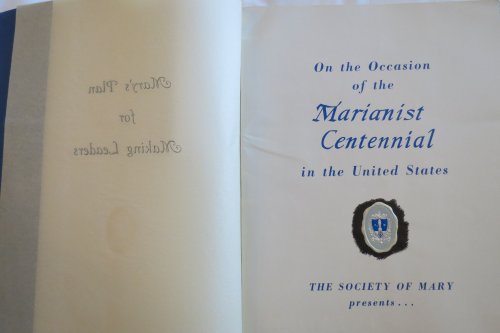 Mary's Plan
for
Making Leaders
On the Occasion
of the
Marianist
Centennial
in the United States
THE SOCIETY OF MARY
presents...